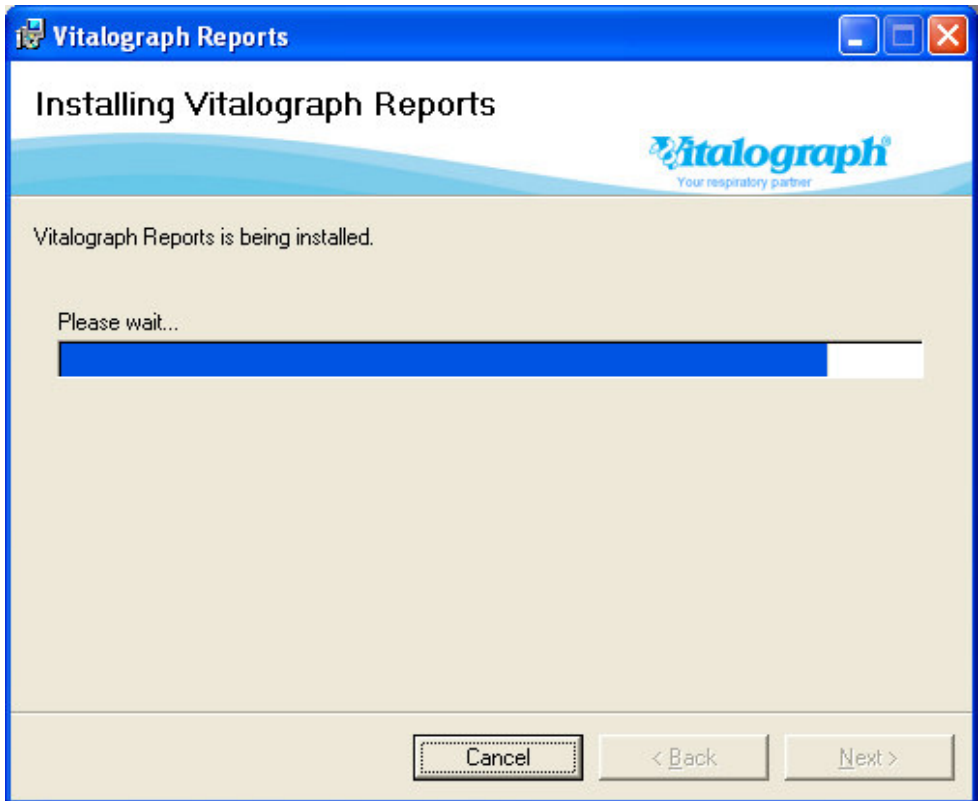 Vitalograph Reports
Installing Vitalograph Reports
Vitalograph®
Your respiratory partner
Vitalograph Reports is being installed.
Please wait...
Cancel
< Back
Next >